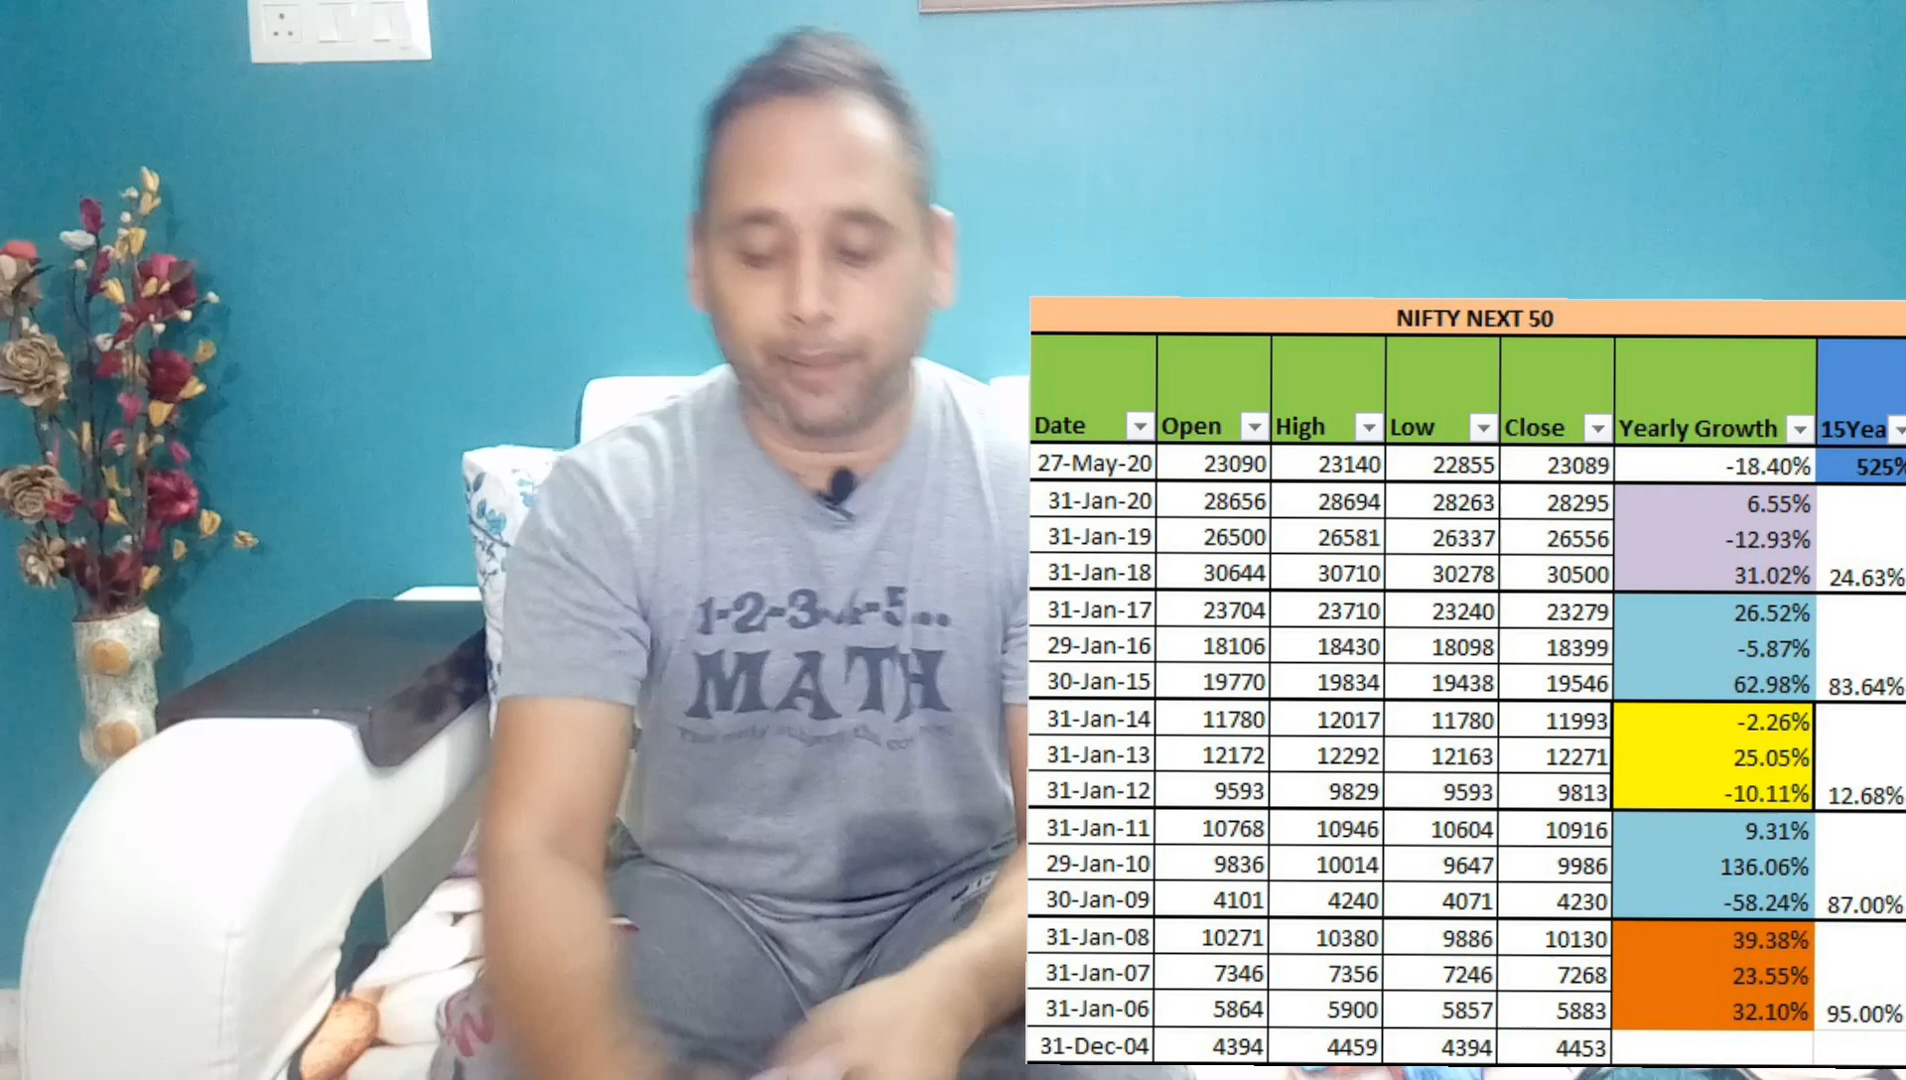 1-2-3-4-5...
MATH
NIFTY NEXT 50
Date Open High Low Close Yearly Growth 15Yea
27-May-20 23090 23140 22855 23089 -18.40% 525%
31-Jan-20 28656 28694 28263 28295 6.55%
31-Jan-19 26500 26581 26337 26556 -12.93%
31-Jan-18 30644 30710 30278 30500 31.02% 24.63%
31-Jan-17 23704 23710 23240 23279 26.52%
29-Jan-16 18106 18430 18098 18399 -5.87%
30-Jan-15 19770 19834 19438 19546 62.98% 83.64%
31-Jan-14 11780 12017 11780 11993 -2.26%
31-Jan-13 12172 12292 12163 12271 25.05%
31-Jan-12 9593 9829 9593 9813 -10.11% 12.68%
31-Jan-11 10768 10946 10604 10916 9.31%
29-Jan-10 9836 10014 9647 9986 136.06%
30-Jan-09 4101 4240 4071 4230 -58.24% 87.00%
31-Jan-08 10271 10380 9886 10130 39.38%
31-Jan-07 7346 7356 7246 7268 23.55%
31-Jan-06 5864 5900 5857 5883 32.10% 95.00%
31-Dec-04 4394 4459 4394 4453